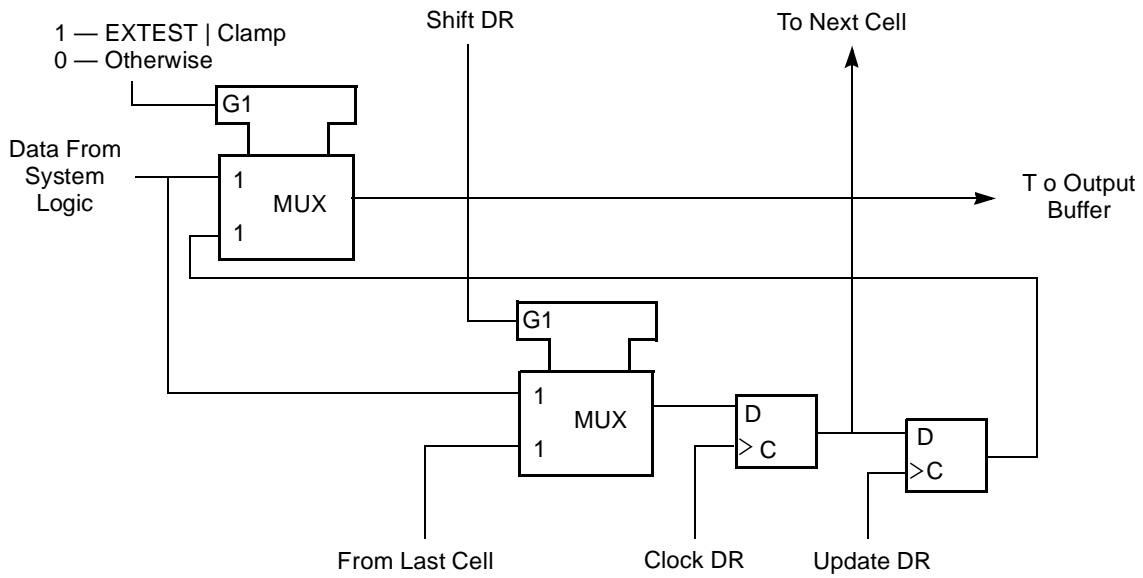 1 — EXTEST | Clamp
0 — Otherwise
Shift DR
To Next Cell
G1
Data From
System
Logic
1
MUX
1
T o Output
Buffer
G1
1
MUX
1
D
C
D
C
From Last Cell
Clock DR
Update DR